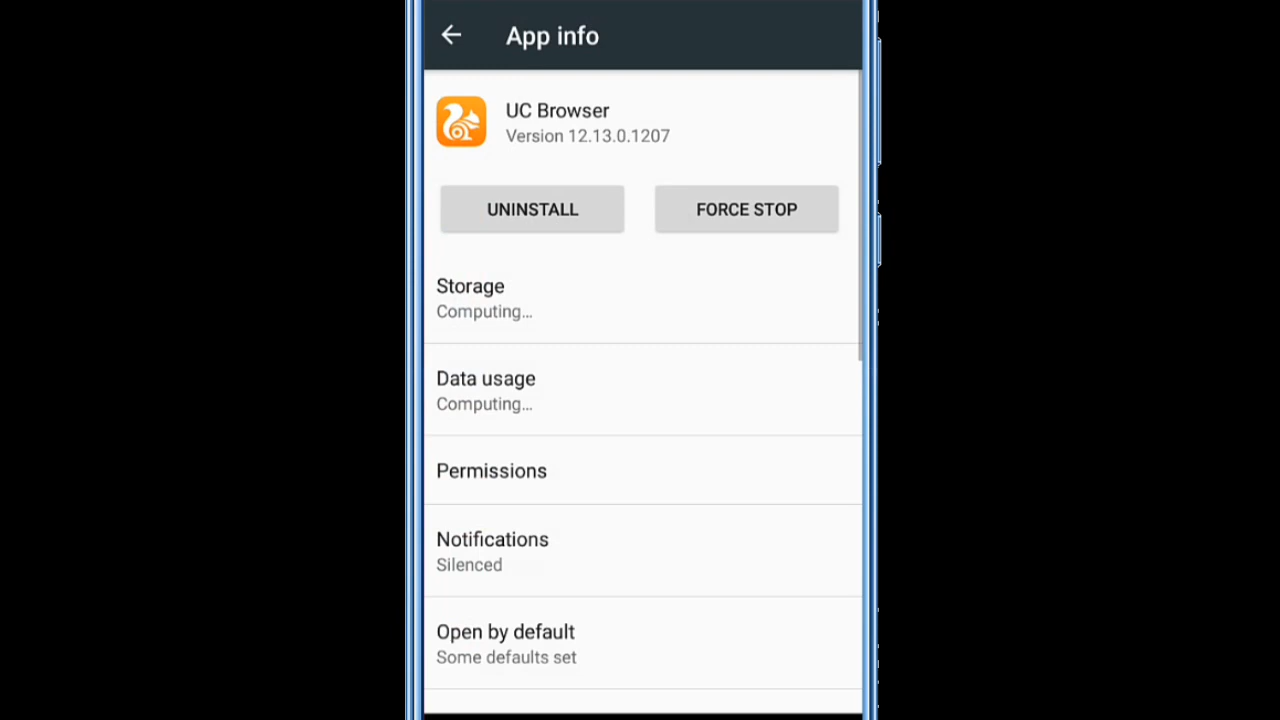 App info
UC Browser
Version 12.13.0.1207
UNINSTALL
FORCE STOP
Storage
Computing...
Data usage
Computing...
Permissions
Notifications
Silenced
Open by default
Some defaults set